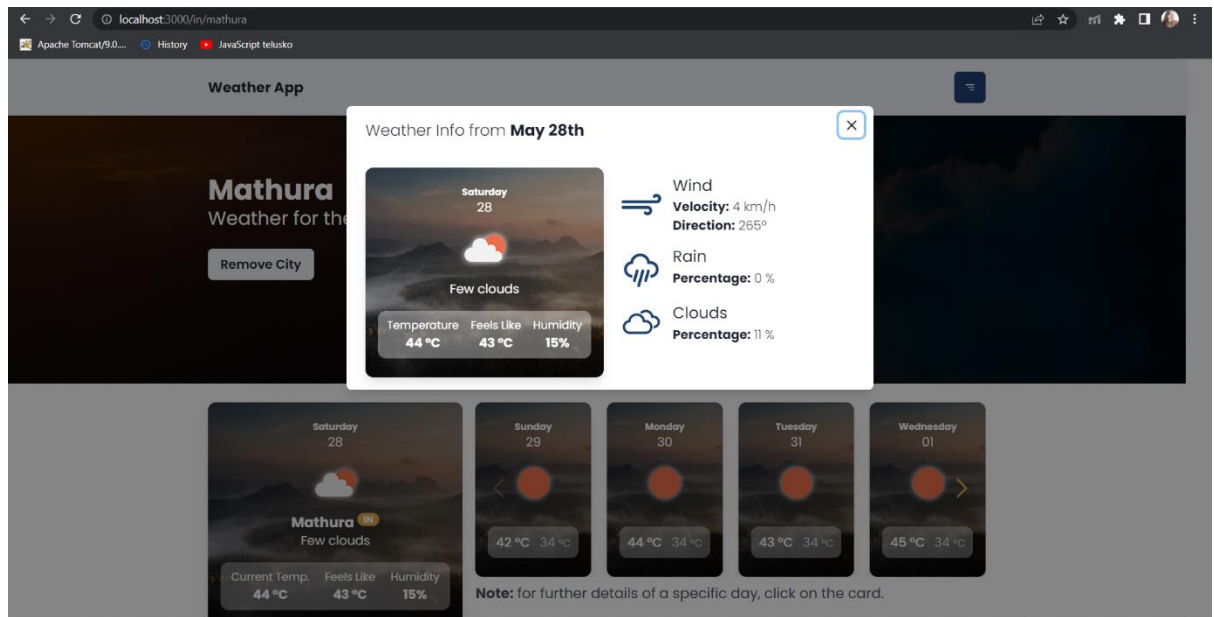 localhost:3000/in/mathura
Apache Tomcat/9.0.... History JavaScript telusko
Weather App
Weather Info from May 28th
Mathura
Weather for the
Remove City
Saturday
28
Few clouds
Temperature Feels Like Humidity
44 ºC 43 ºC 15%
Wind
Velocity: 4 km/h
Direction: 265º
Rain
Percentage: 0 %
Clouds
Percentage: 11 %
Saturday
28
Mathura IN
Few clouds
Current Temp. Feels Like Humidity
44 ºC 43 ºC 15%
Sunday
29
42 ºC 34 ºC
Monday
30
44 ºC 34 ºC
Tuesday
31
43 ºC 34 ºC
Wednesday
01
45 ºC 34 ºC
Note: for further details of a specific day, click on the card.